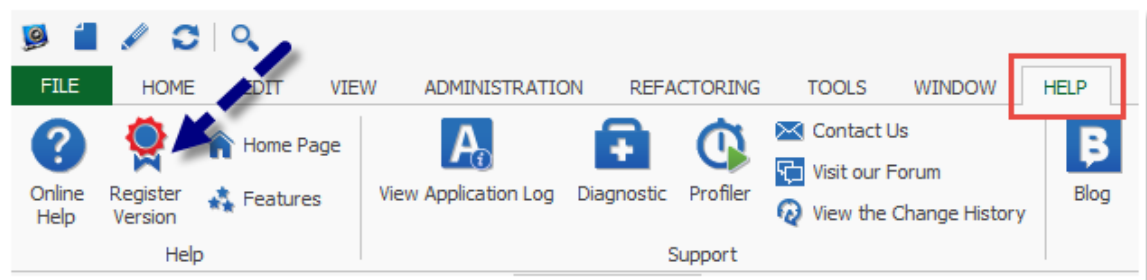 FILE HOME EDIT VIEW ADMINISTRATION REFACTORING TOOLS WINDOW HELP
Online Help
Register Version
Home Page
Features
Help
View Application Log
Diagnostic
Profiler
Contact Us
Visit our Forum
View the Change History
Support
Blog